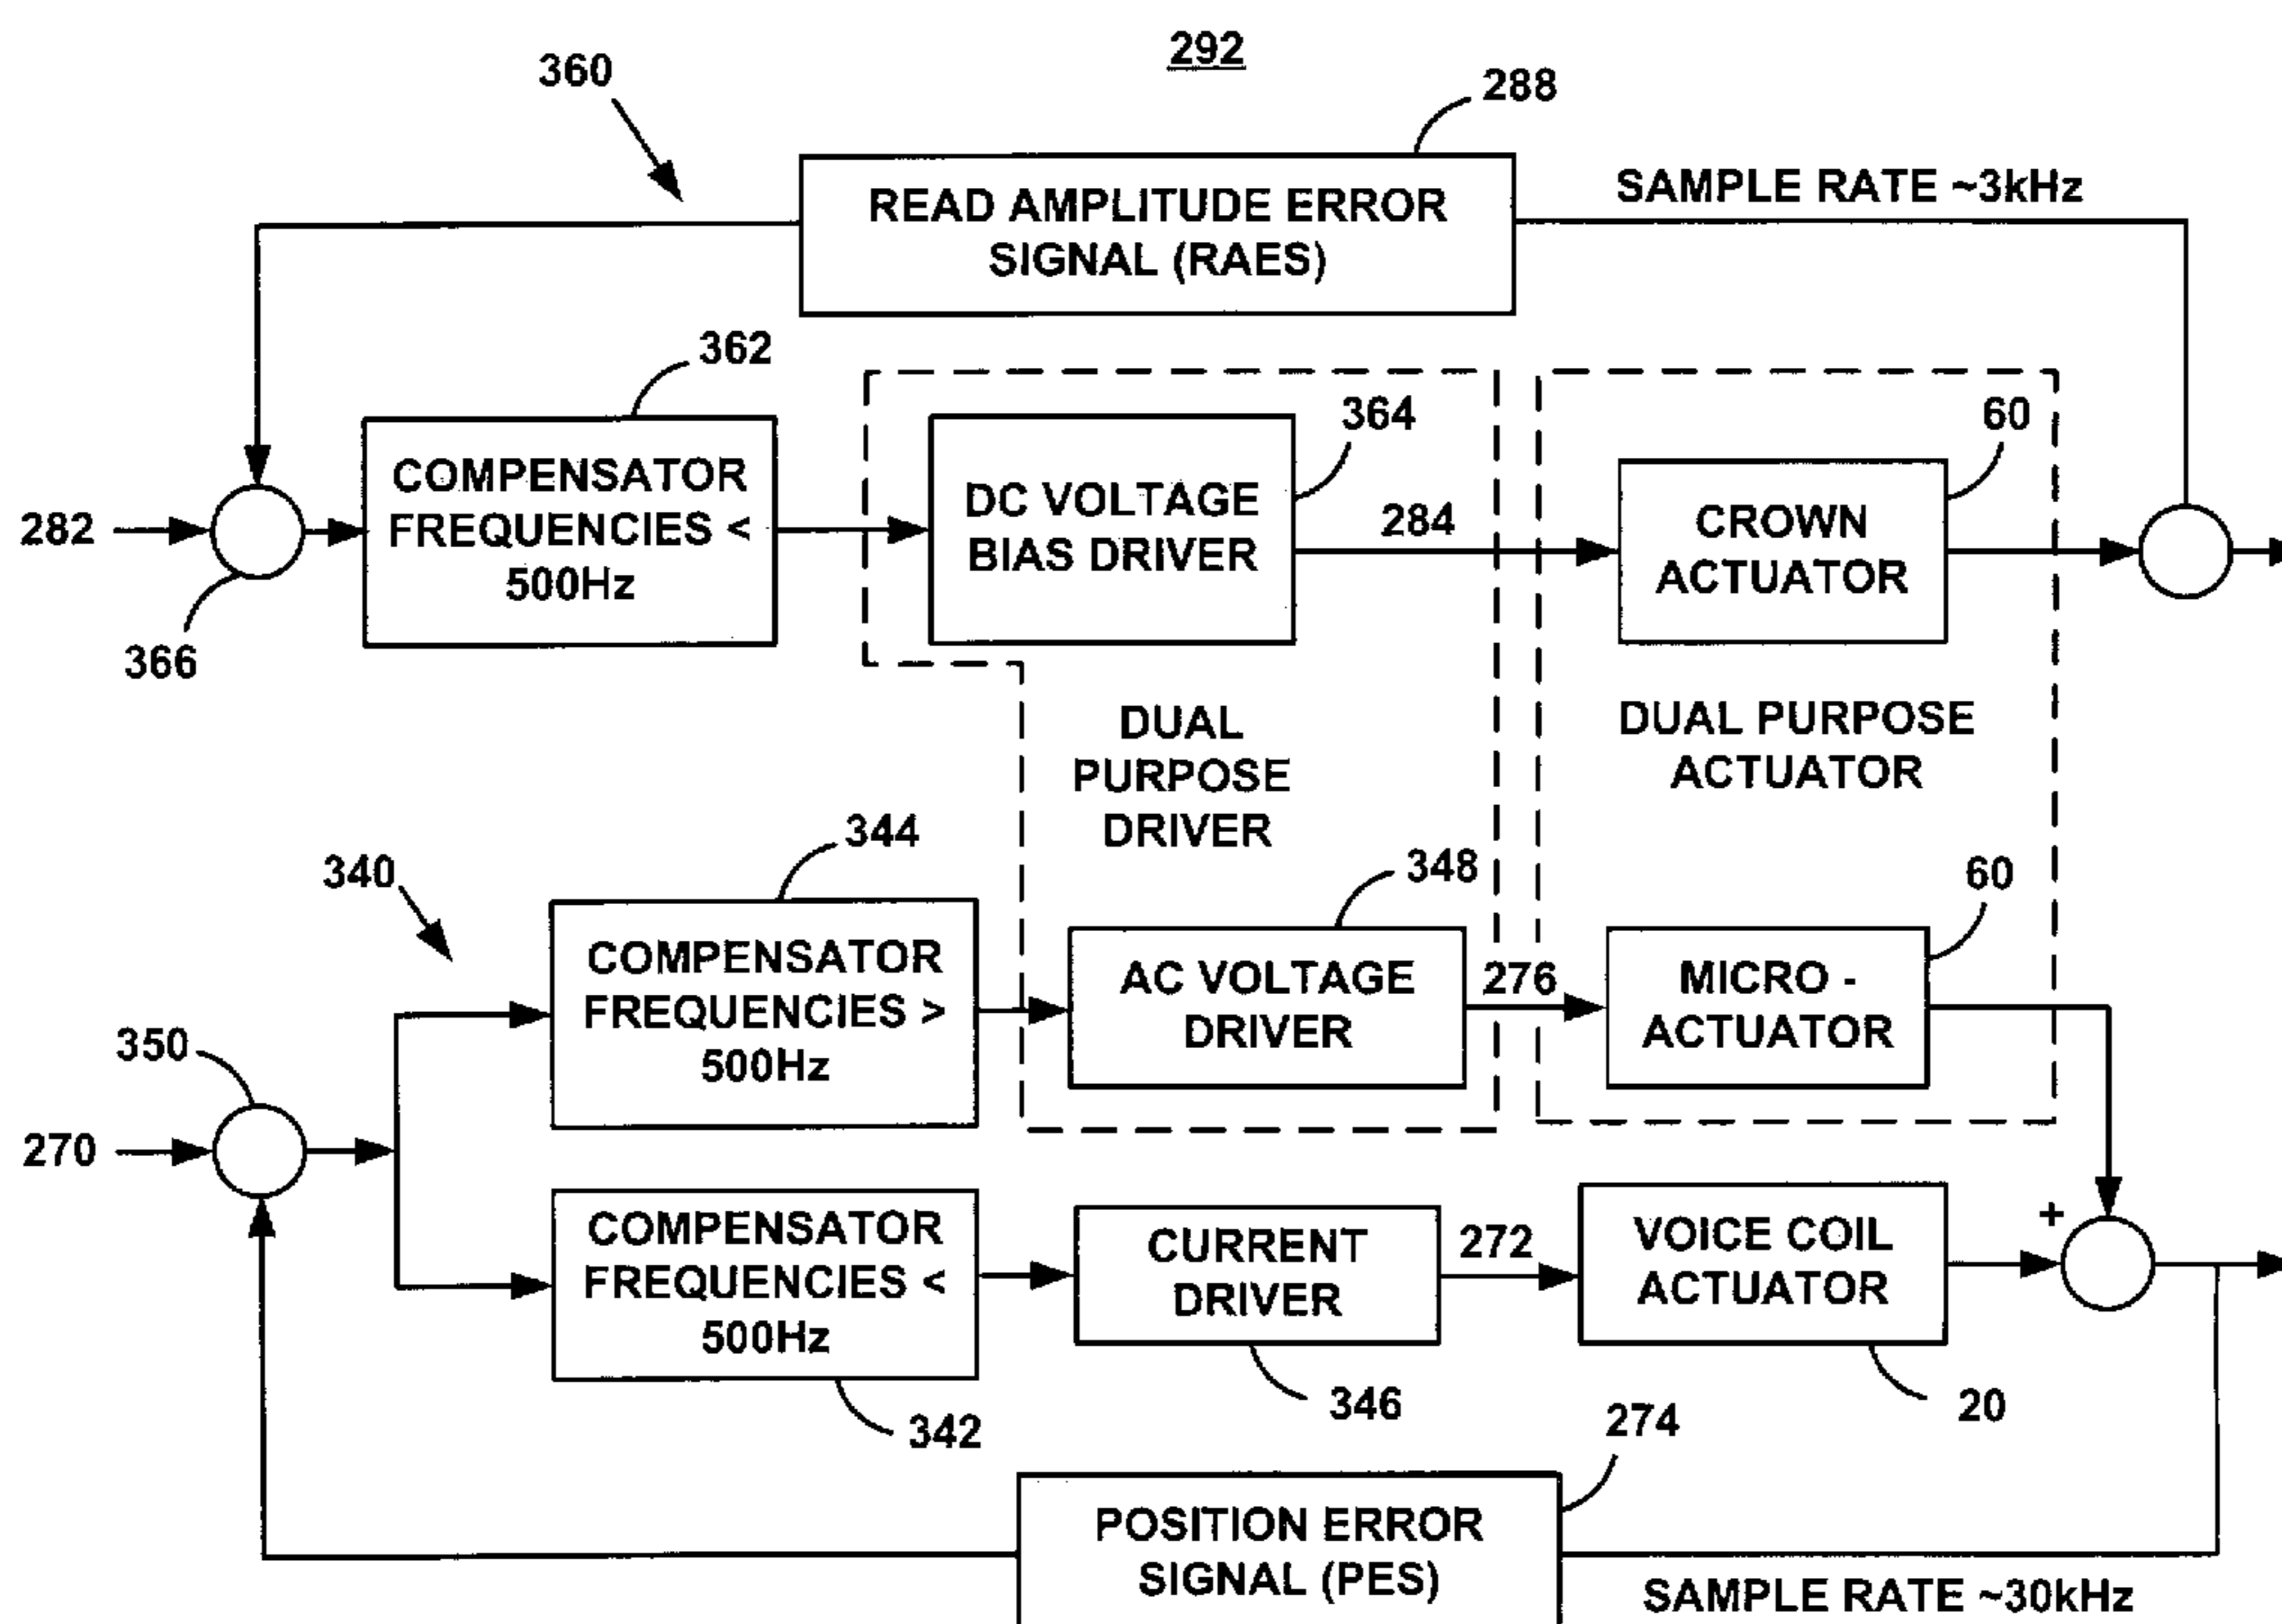 292
360
288
READ AMPLITUDE ERROR
SIGNAL (RAES)
SAMPLE RATE ~3kHz
362
364
60
282
COMPENSATOR
FREQUENCIES <
500Hz
DC VOLTAGE
BIAS DRIVER
284
CROWN
ACTUATOR
366
DUAL
PURPOSE
DRIVER
DUAL PURPOSE
ACTUATOR
340
344
348
60
COMPENSATOR
FREQUENCIES >
500Hz
AC VOLTAGE
DRIVER
276
MICRO -
ACTUATOR
350
270
COMPENSATOR
FREQUENCIES <
500Hz
CURRENT
DRIVER
272
VOICE COIL
ACTUATOR
+
342
346
20
274
POSITION ERROR
SIGNAL (PES)
SAMPLE RATE ~30kHz